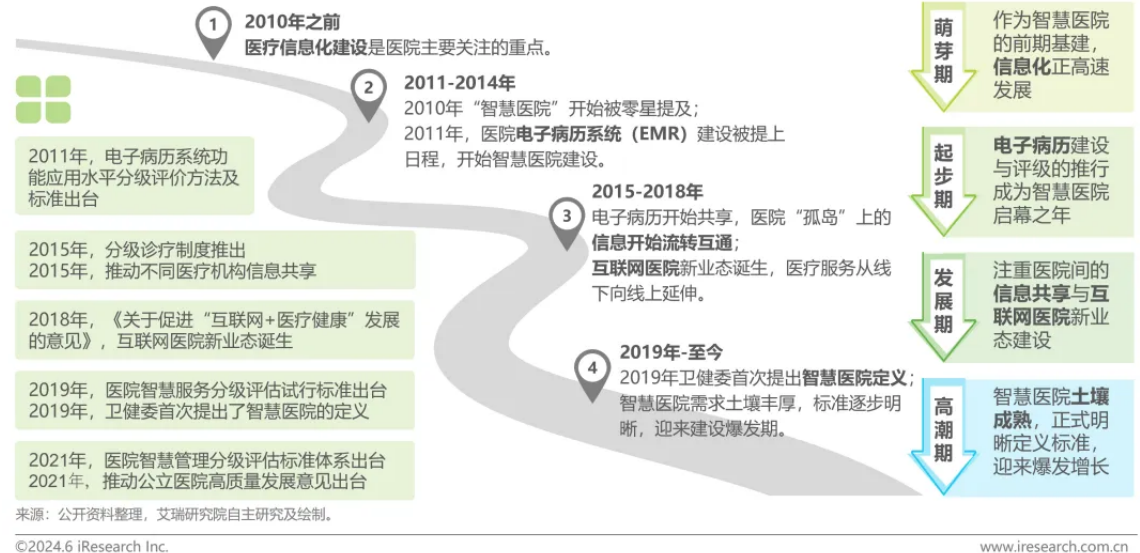 1
2010年之前
医疗信息化建设是医院主要关注的重点。
2
2011-2014年
2010年“智慧医院”开始被零星提及；
2011年，医院电子病历系统（EMR）建设被提上
日程，开始智慧医院建设。
3
2015-2018年
电子病历开始共享，医院“孤岛”上的
信息开始流转互通；
互联网医院新业态诞生，医疗服务从线
下向线上延伸。
4
2019年-至今
2019年卫健委首次提出智慧医院定义；
智慧医院需求土壤丰厚，标准逐步明
晰，迎来建设爆发期。
2011年，电子病历系统功
能应用水平分级评价方法及
标准出台
2015年，分级诊疗制度推出
2015年，推动不同医疗机构信息共享
2018年，《关于促进“互联网+医疗健康”发展
的意见》，互联网医院新业态诞生
2019年，医院智慧服务分级评估试行标准出台
2019年，卫健委首次提出了智慧医院的定义
2021年，医院智慧管理分级评估标准体系出台
2021年，推动公立医院高质量发展意见出台
萌芽期
作为智慧医院
的前期基建，
信息化正高速
发展
起步期
电子病历建设
与评级的推行
成为智慧医院
启幕之年
发展期
注重医院间的
信息共享与互
联网医院新业
态建设
高潮期
智慧医院土壤
成熟，正式明
晰定义标准，
迎来爆发增长
来源：公开资料整理，艾瑞研究院自主研究及绘制。
©2024.6 iResearch Inc.
www.iresearch.com.cn